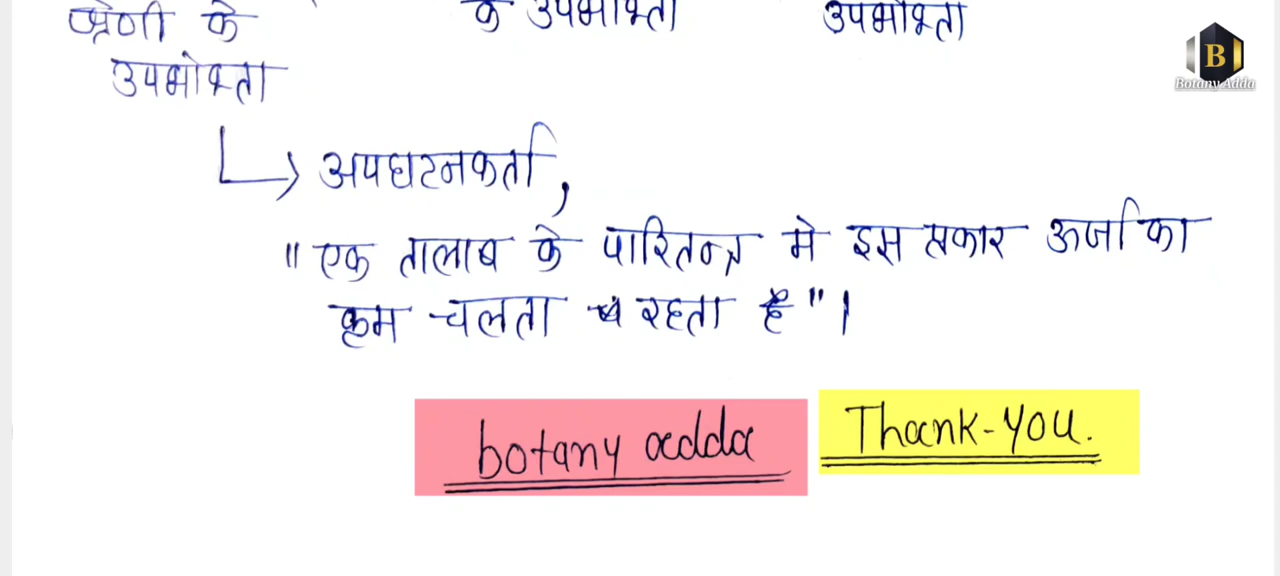 श्रेणी के
उपभोक्ता
के उपभोक्ता
उपभोक्ता
B
Botany Adda
↳ अपघटनकर्ता,
"एक तालाब के पारितन्त्र मे इस प्रकार ऊर्जा का
क्रम चलता रहता है"।
botany adda
Thank-you.